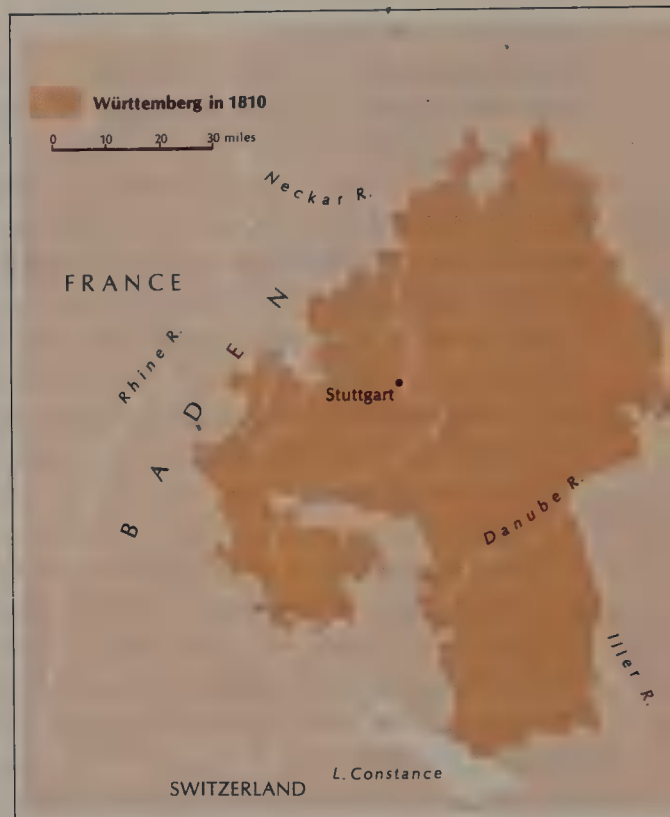 Württemberg in 1810
0 10 20 30 miles
Neckar R.
FRANCE
BADEN
Rhine R.
Stuttgart
Danube R.
Iller R.
L. Constance
SWITZERLAND